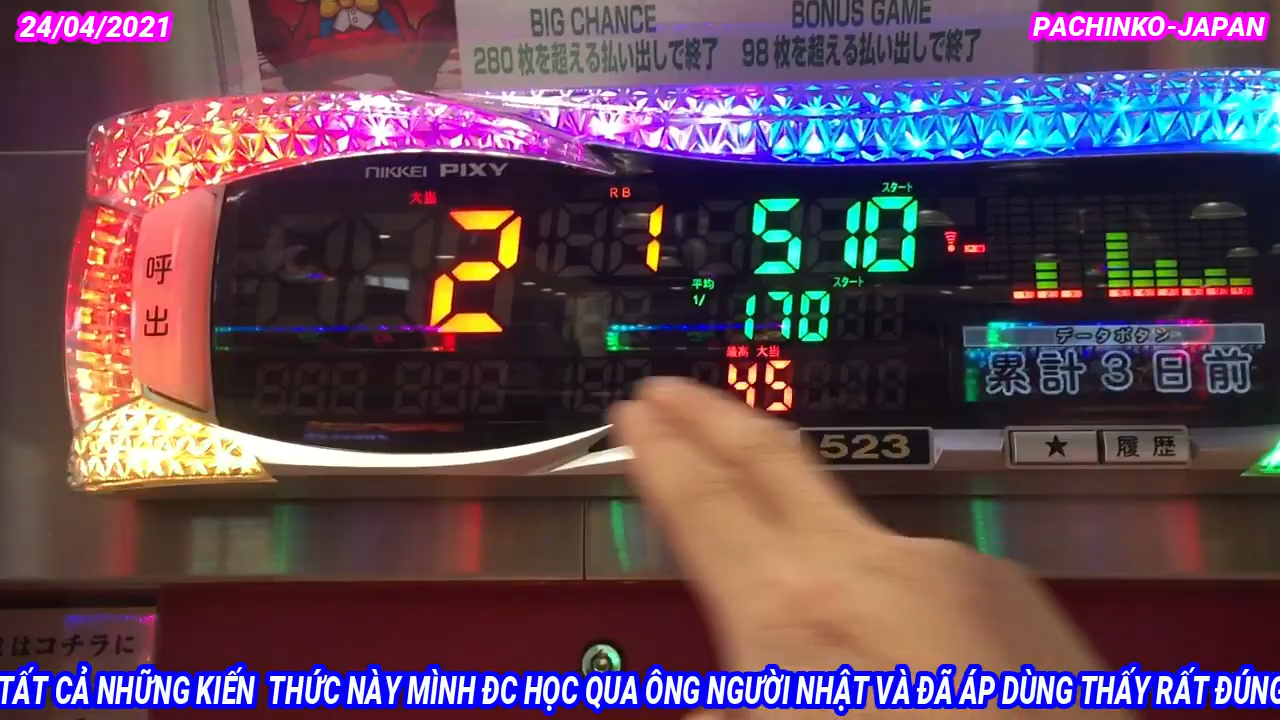 24/04/2021
PACHINKO-JAPAN
BIG CHANCE
280 枚を超える払い出しで終了
BONUS GAME
98 枚を超える払い出しで終了
NIKKEI PIXY
呼出
大当
2
RB
1
スタート
510
平均
1/
スタート
170
最高 大当
45
データボタン
累計3日前
523
★
履歴
はコチラに
TẤT CẢ NHỮNG KIẾN THỨC NÀY MÌNH ĐC HỌC QUA ÔNG NGƯỜI NHẬT VÀ ĐÃ ÁP DÙNG THẤY RẤT ĐÚNG